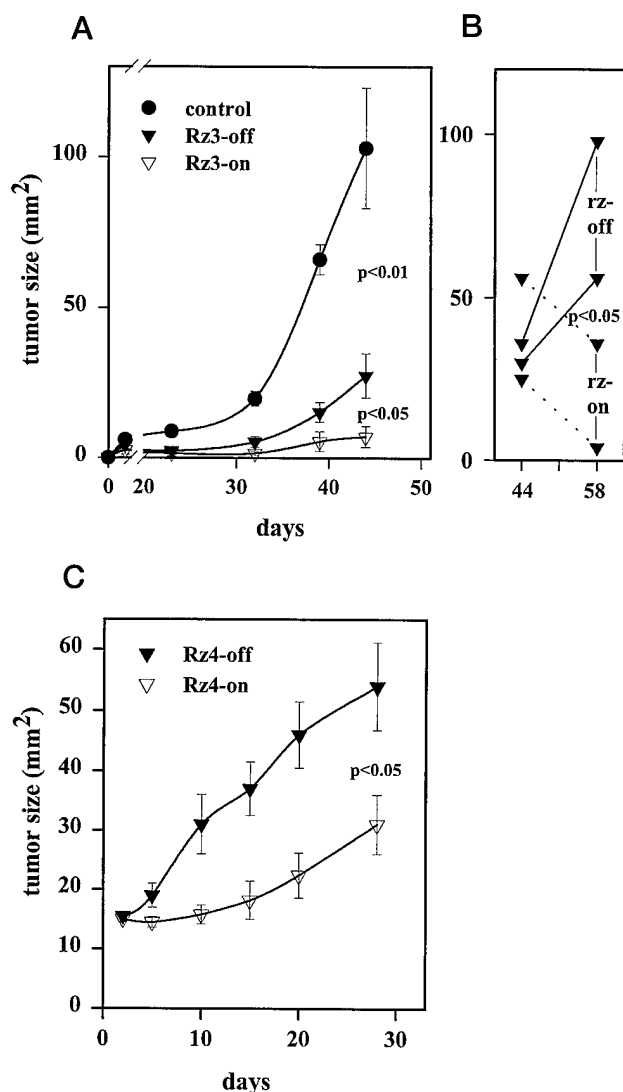 A
B
control
Rz3-off
Rz3-on
100
50
0
tumor size (mm²)
p<0.01
p<0.05
0 20 30 40 50
days
100
50
0
rz-
off
p<0.05
rz-
on
44 58
C
60
50
40
30
20
10
0
tumor size (mm²)
Rz4-off
Rz4-on
p<0.05
0 10 20 30
days